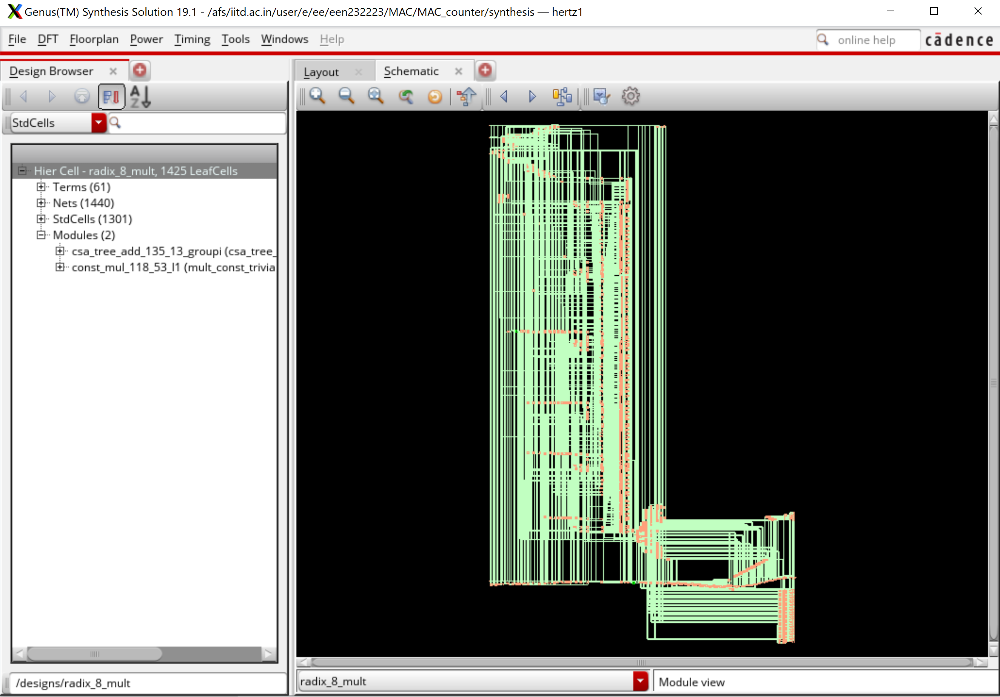 Genus(TM) Synthesis Solution 19.1 - /afs/iitd.ac.in/user/e/ee/een232223/MAC/MAC_counter/synthesis — hertz1
File DFT Floorplan Power Timing Tools Windows Help
online help
cādence
Design Browser
Layout
Schematic
A
Z
StdCells
Hier Cell - radix_8_mult, 1425 LeafCells
Terms (61)
Nets (1440)
StdCells (1301)
Modules (2)
csa_tree_add_135_13_groupi (csa_tree_
const_mul_118_53_l1 (mult_const_trivia
/designs/radix_8_mult
radix_8_mult
Module view